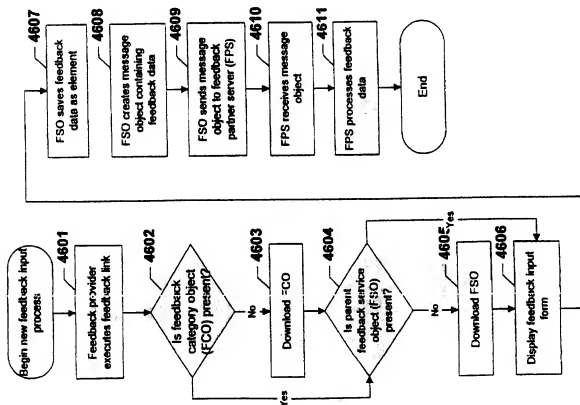 Begin new feedback input
process
4601
Feedback provider
executes feedback link
4602
Is feedback
category object
(FCO) present?
No
Yes
4603
Download =CO
4604
Is parent
feedback service
object (FSO)
present?
Yes
No
4605
Download FSO
4606
Display feedback input
form
4607
FSO saves feedback
data as element
4608
FSO creates message
object containing
feedback data
4609
FSO sends message
object to feedback
partner server (FPS)
4610
FPS receives message
object
4611
FPS processes feedback
data
End